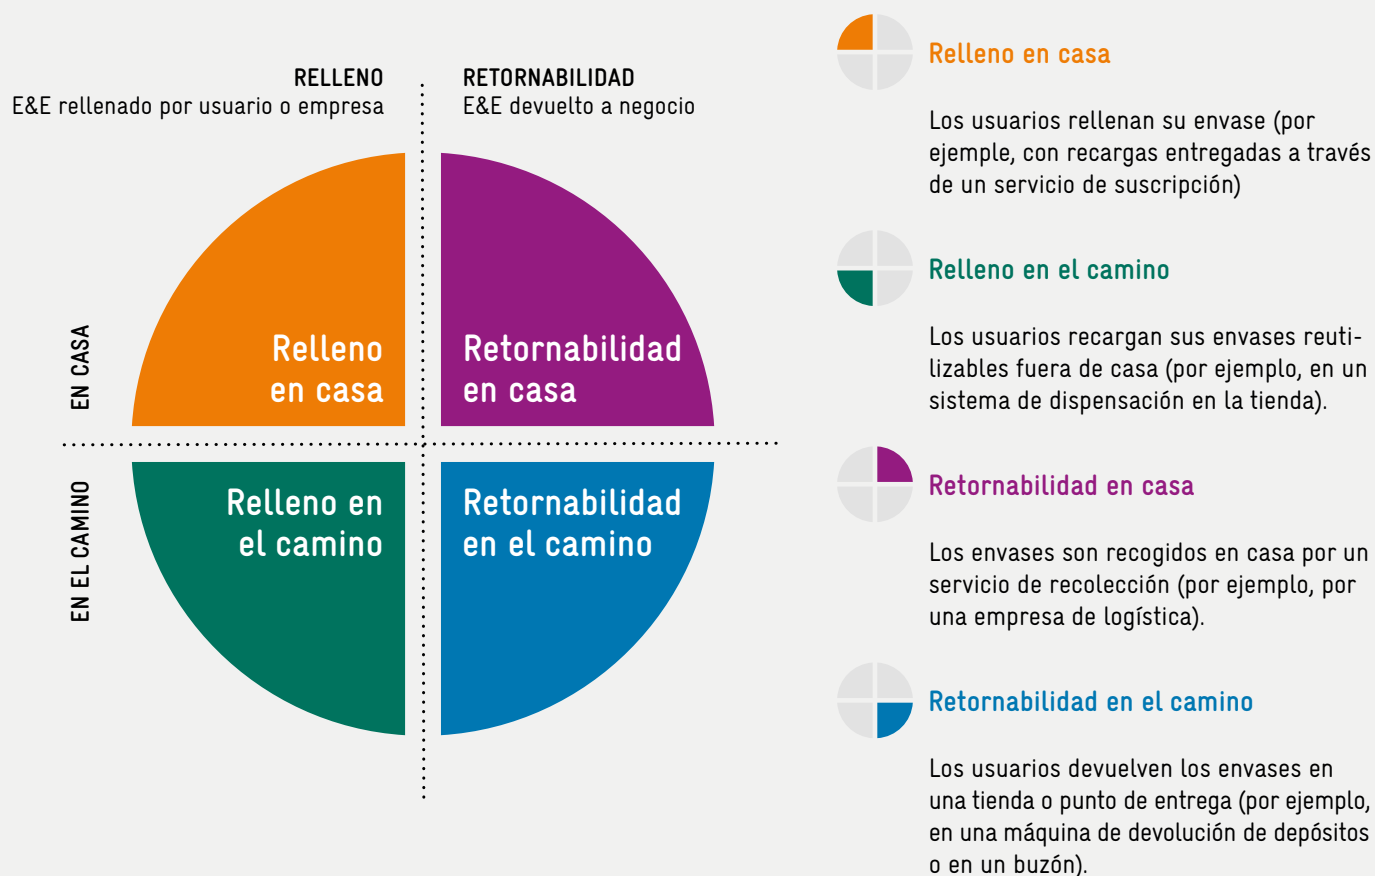 RELLENO
E&E rellenado por usuario o empresa
RETORNABILIDAD
E&E devuelto a negocio
EN CASA
Relleno
en casa
Retornabilidad
en casa
EN EL CAMINO
Relleno en
el camino
Retornabilidad
en el camino
Relleno en casa
Los usuarios rellenan su envase (por
ejemplo, con recargas entregadas a través
de un servicio de suscripción)
Relleno en el camino
Los usuarios recargan sus envases reuti-
lizables fuera de casa (por ejemplo, en un
sistema de dispensación en la tienda).
Retornabilidad en casa
Los envases son recogidos en casa por un
servicio de recolección (por ejemplo, por
una empresa de logística).
Retornabilidad en el camino
Los usuarios devuelven los envases en
una tienda o punto de entrega (por ejemplo,
en una máquina de devolución de depósitos
o en un buzón).